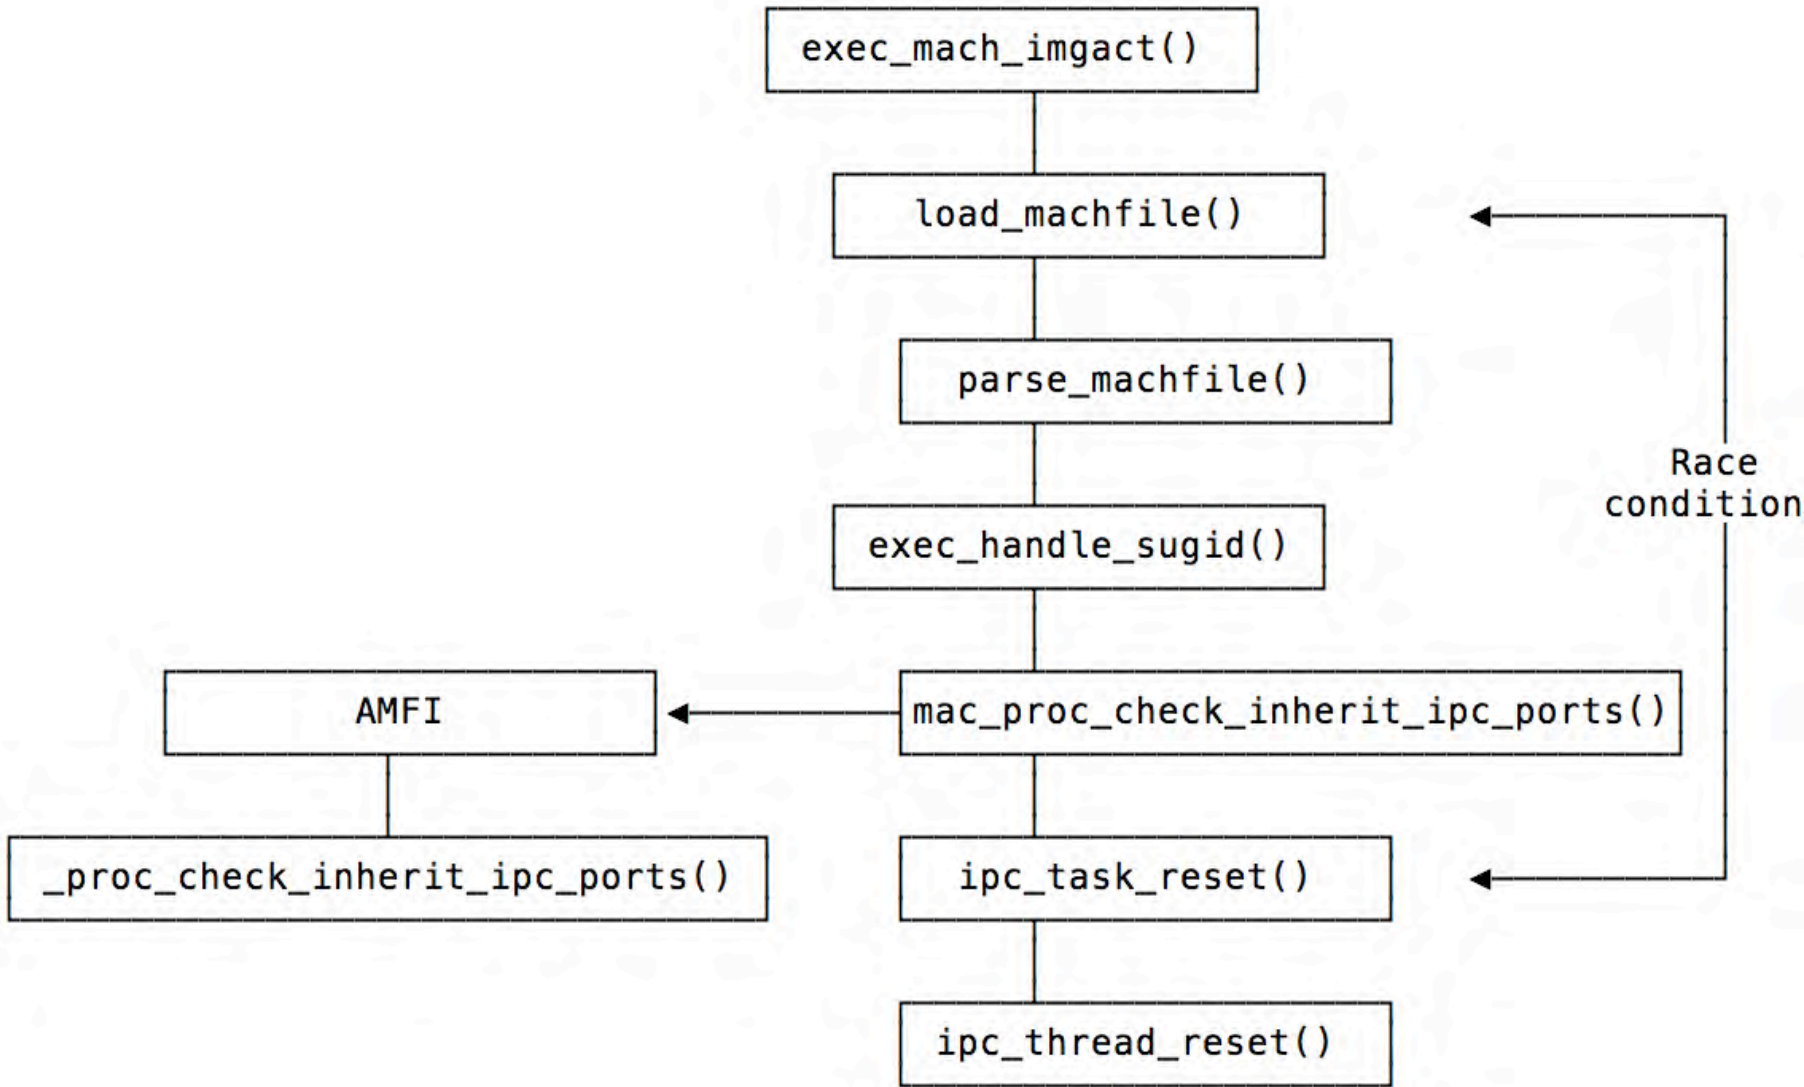 exec_mach_imgact()
load_machfile()
parse_machfile()
Race
condition
exec_handle_sugid()
AMFI
mac_proc_check_inherit_ipc_ports()
_proc_check_inherit_ipc_ports()
ipc_task_reset()
ipc_thread_reset()